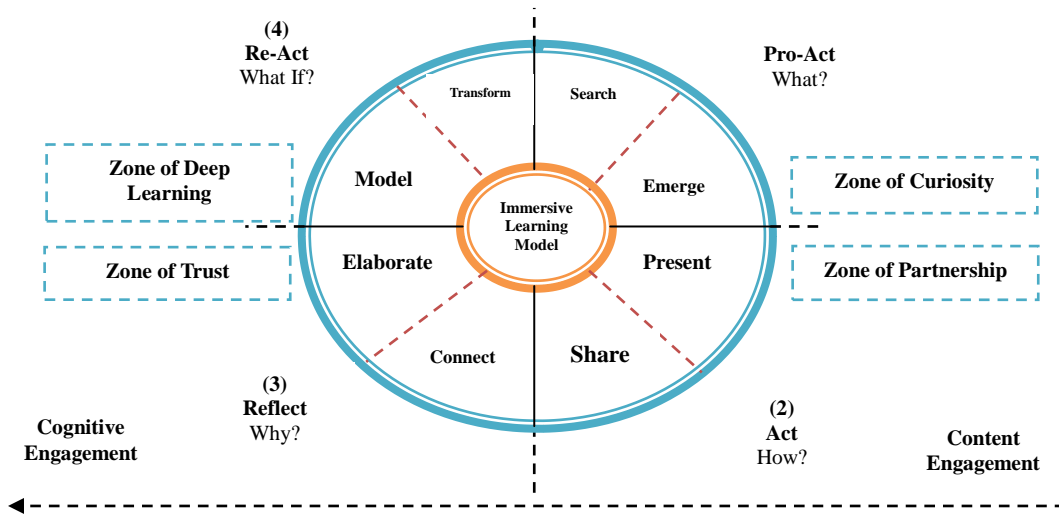 (4)
Re-Act
What If?
Pro-Act
What?
Transform
Search
Zone of Deep
Learning
Model
Emerge
Zone of Curiosity
Immersive
Learning
Model
Zone of Trust
Elaborate
Present
Zone of Partnership
Connect
Share
(3)
Reflect
Why?
(2)
Act
How?
Cognitive
Engagement
Content
Engagement